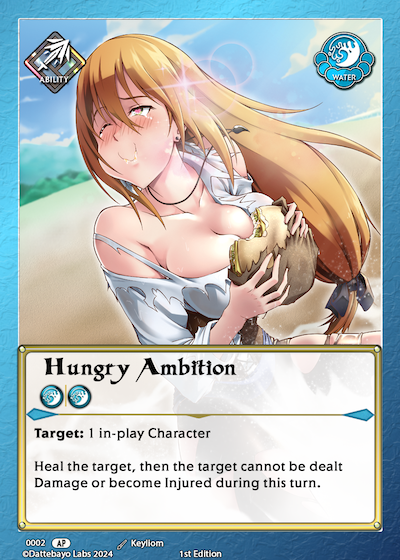 ABILITY
WATER
Hungry Ambition
Target: 1 in-play Character
Heal the target, then the target cannot be dealt
Damage or become Injured during this turn.
0002 AP Keyliom
©Dattebayo Labs 2024 1st Edition